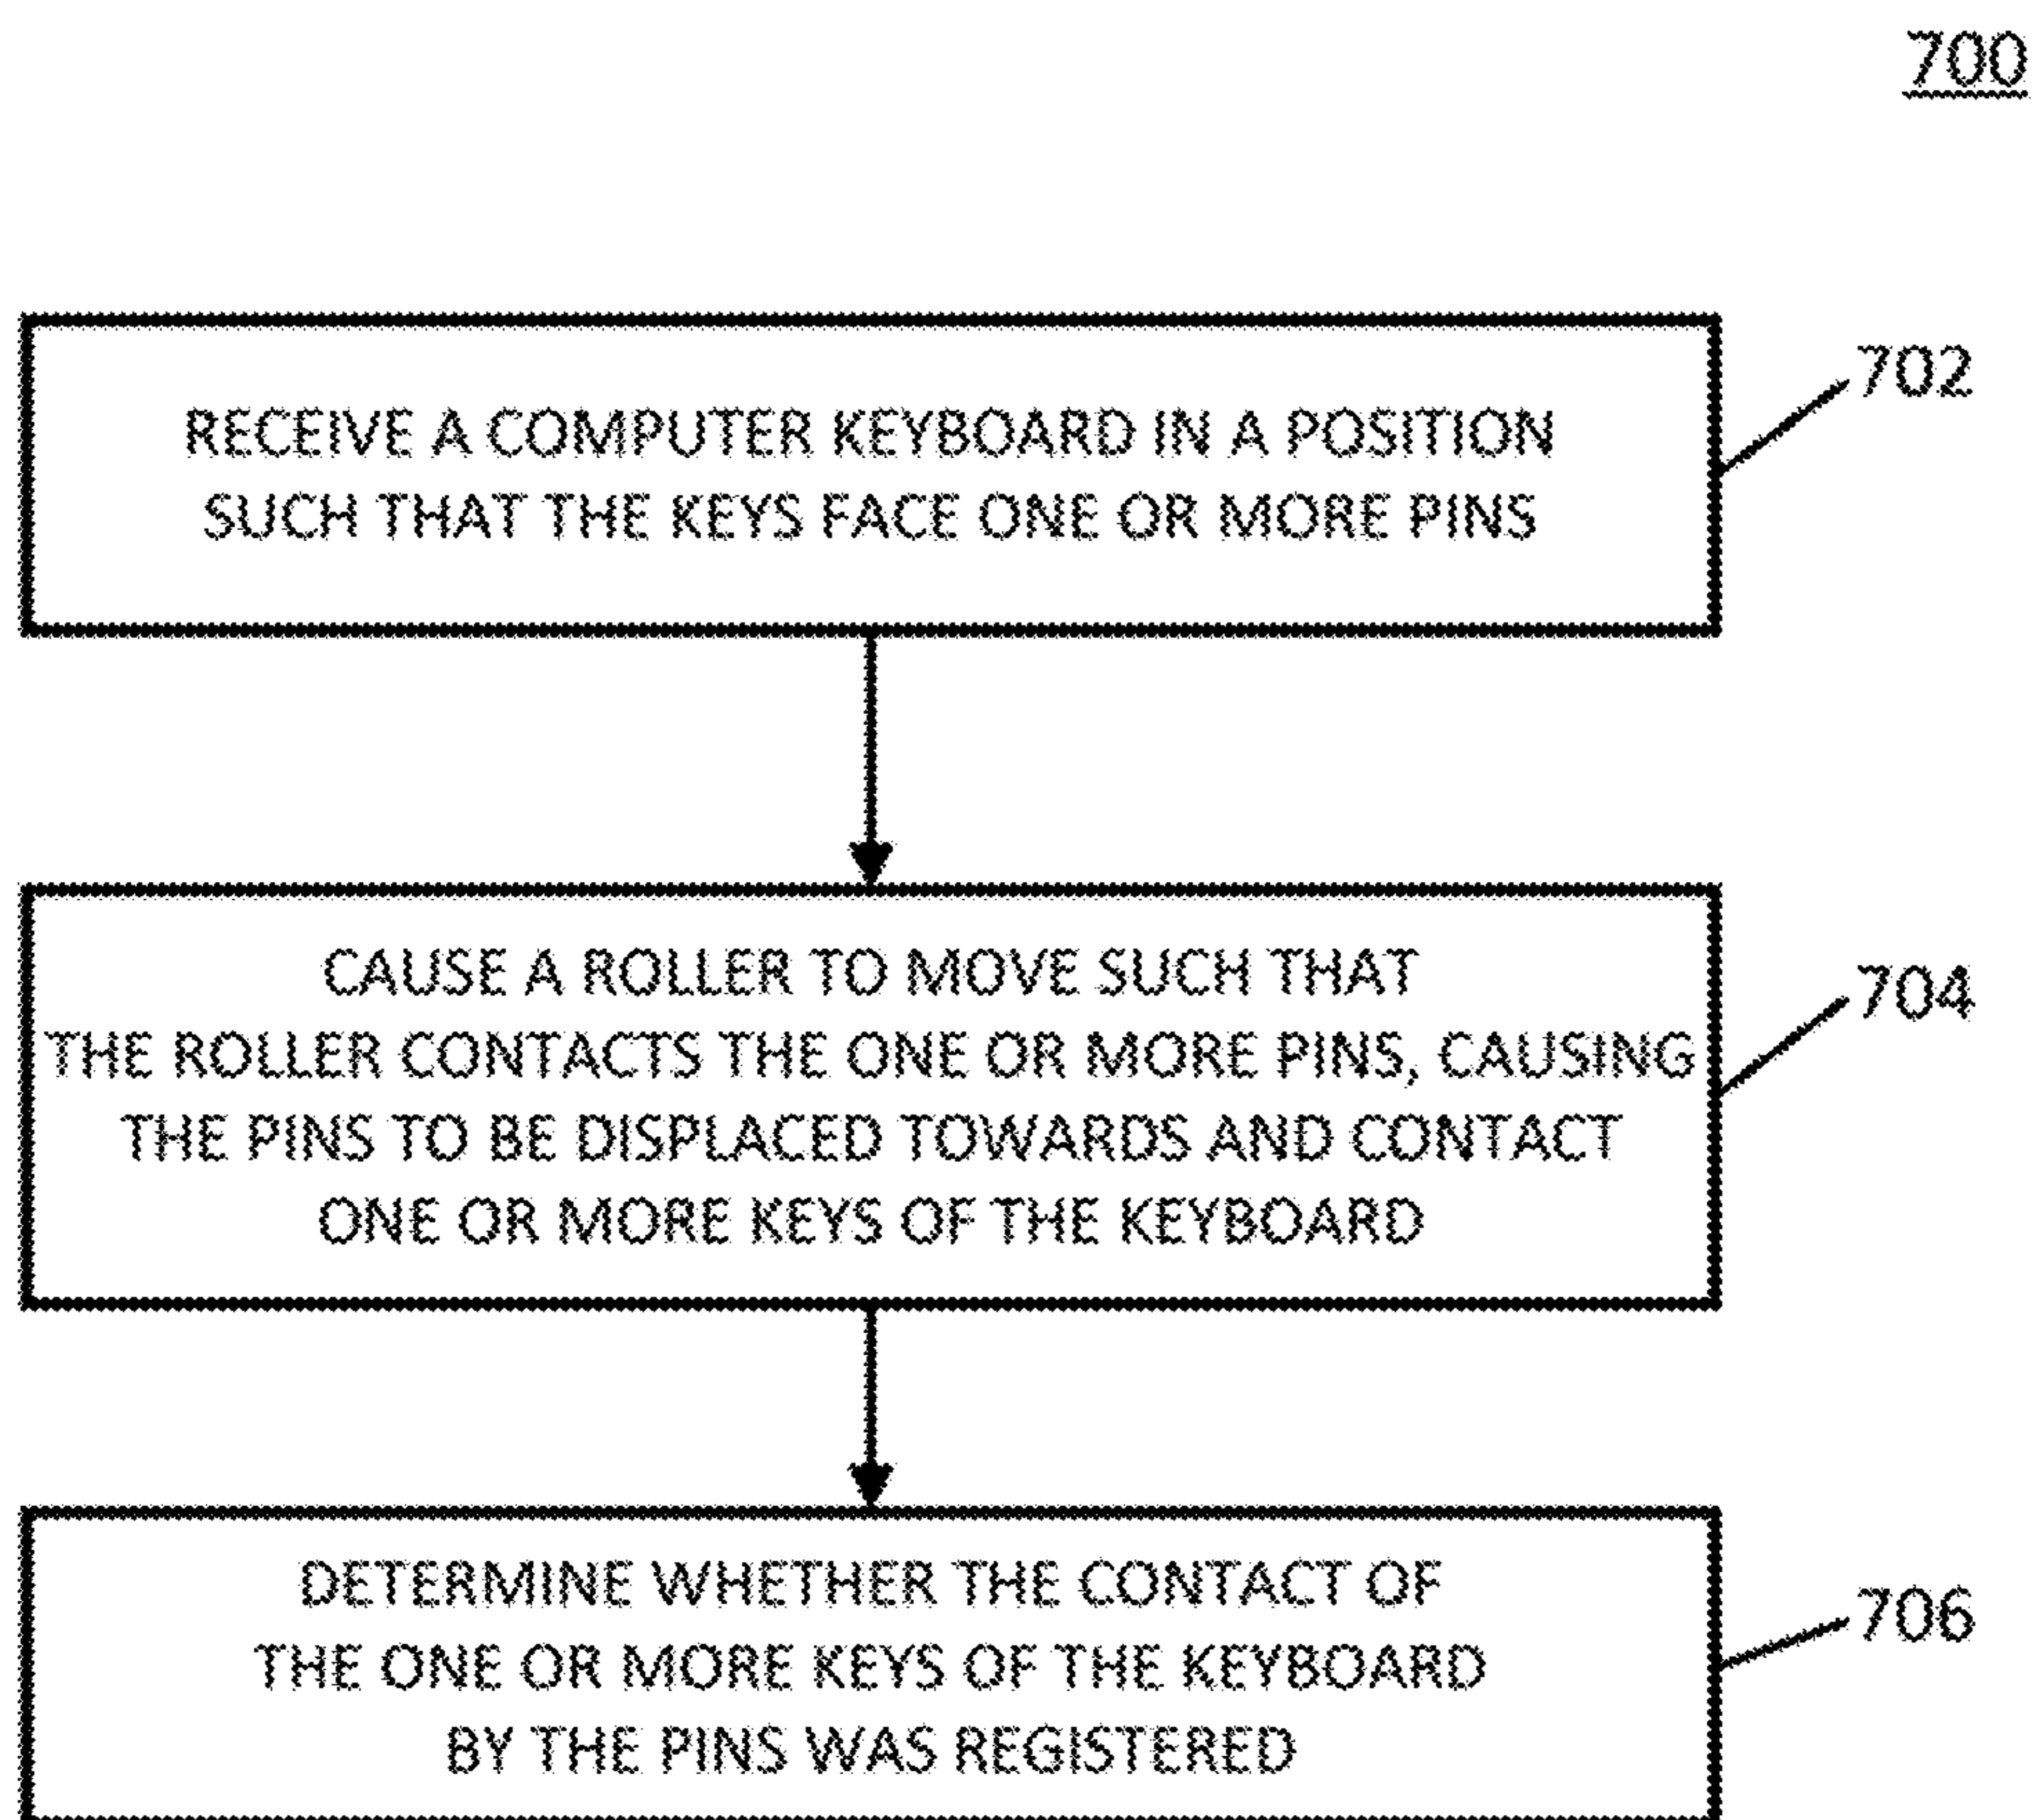 700
RECEIVE A COMPUTER KEYBOARD IN A POSITION
SUCH THAT THE KEYS FACE ONE OR MORE PINS
702
CAUSE A ROLLER TO MOVE SUCH THAT
THE ROLLER CONTACTS THE ONE OR MORE PINS, CAUSING
THE PINS TO BE DISPLACED TOWARDS AND CONTACT
ONE OR MORE KEYS OF THE KEYBOARD
704
DETERMINE WHETHER THE CONTACT OF
THE ONE OR MORE KEYS OF THE KEYBOARD
BY THE PINS WAS REGISTERED
706